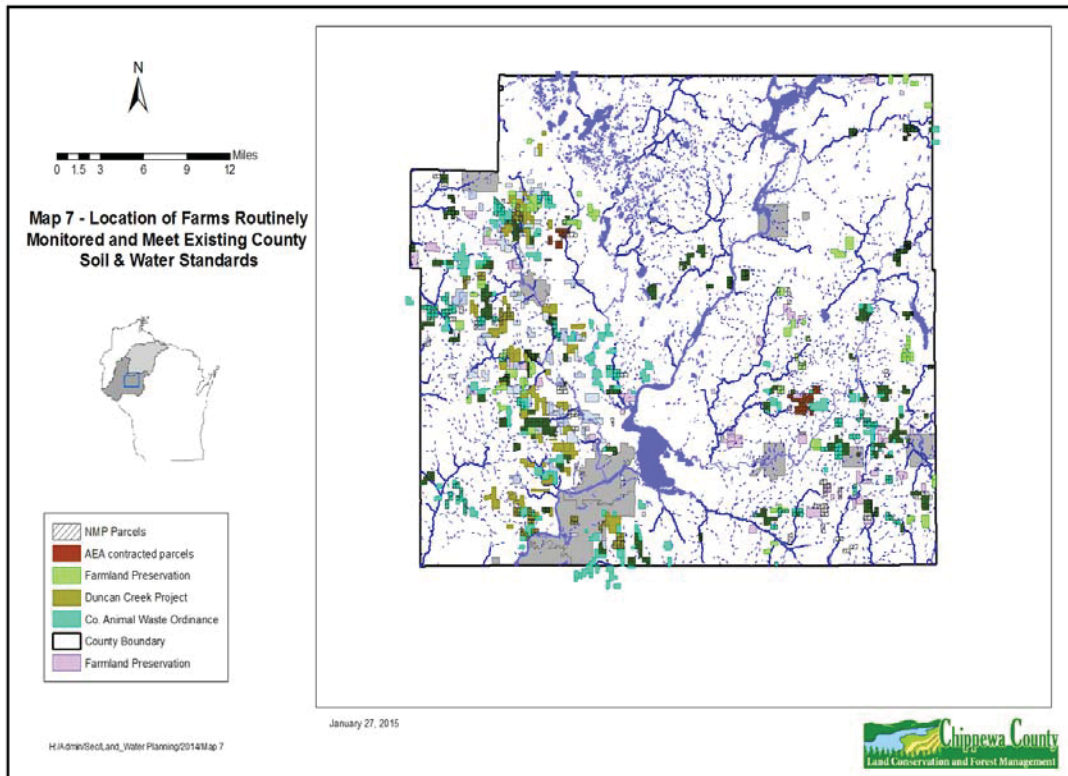 N
Miles
0 1.5 3 6 9 12
Map 7 - Location of Farms Routinely
Monitored and Meet Existing County
Soil & Water Standards
NMP Parcels
AEA contracted parcels
Farmland Preservation
Duncan Creek Project
Co. Animal Waste Ordinance
County Boundary
Farmland Preservation
January 27, 2015
H:/Admin/Sec/Land_Water Planning/2014/Map 7
Chippewa County
Land Conservation and Forest Management